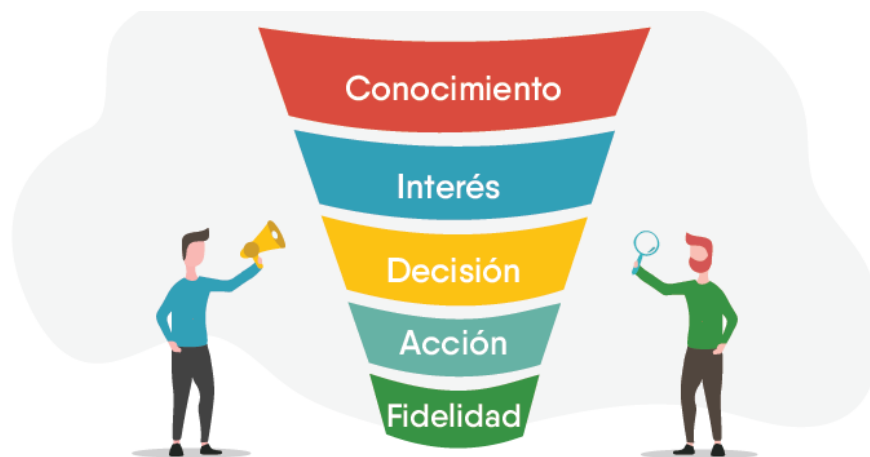 Conocimiento
Interés
Decisión
Acción
Fidelidad